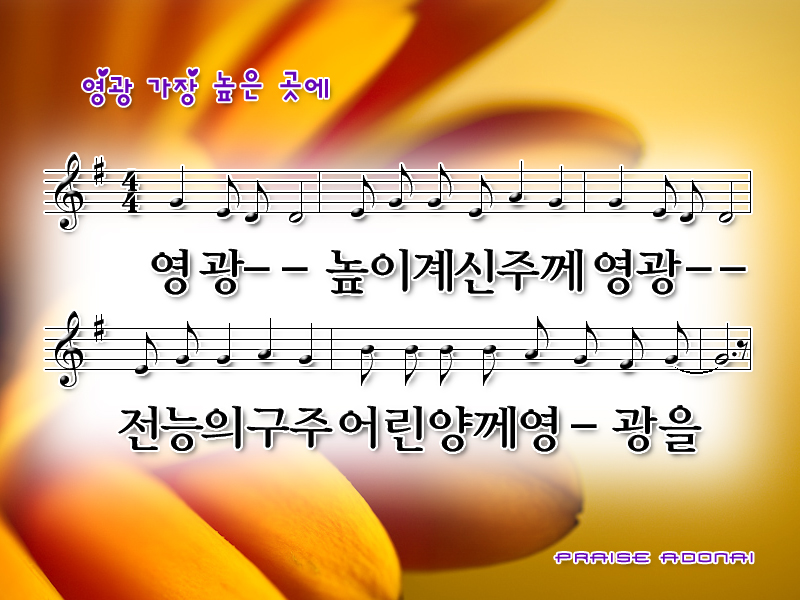 영광 가장 높은 곳에
영 광- - 높이계신주께 영광--
전능의구주 어린양께영 - 광을
PRAISE ADONAI